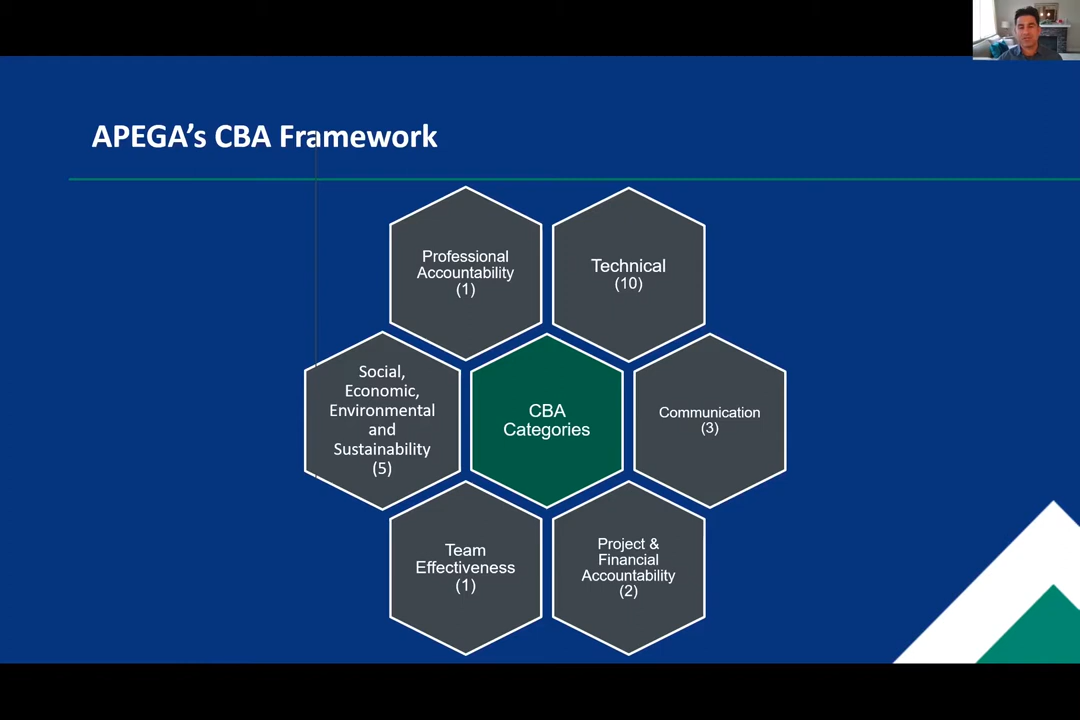 APEGA's CBA Framework
Professional
Accountability
(1)
Technical
(10)
Social,
Economic,
Environmental
and
Sustainability
(5)
CBA
Categories
Communication
(3)
Team
Effectiveness
(1)
Project &
Financial
Accountability
(2)